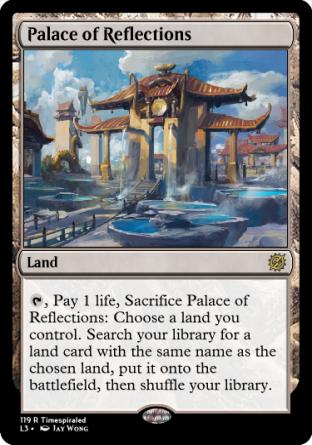 Palace of Reflections
Land
, Pay 1 life, Sacrifice Palace of
Reflections: Choose a land you
control. Search your library for
a land card with the same name as the
chosen land, put it onto the
battlefield, then shuffle your library.
119 R Timespiraled
L3 • Jay Wong